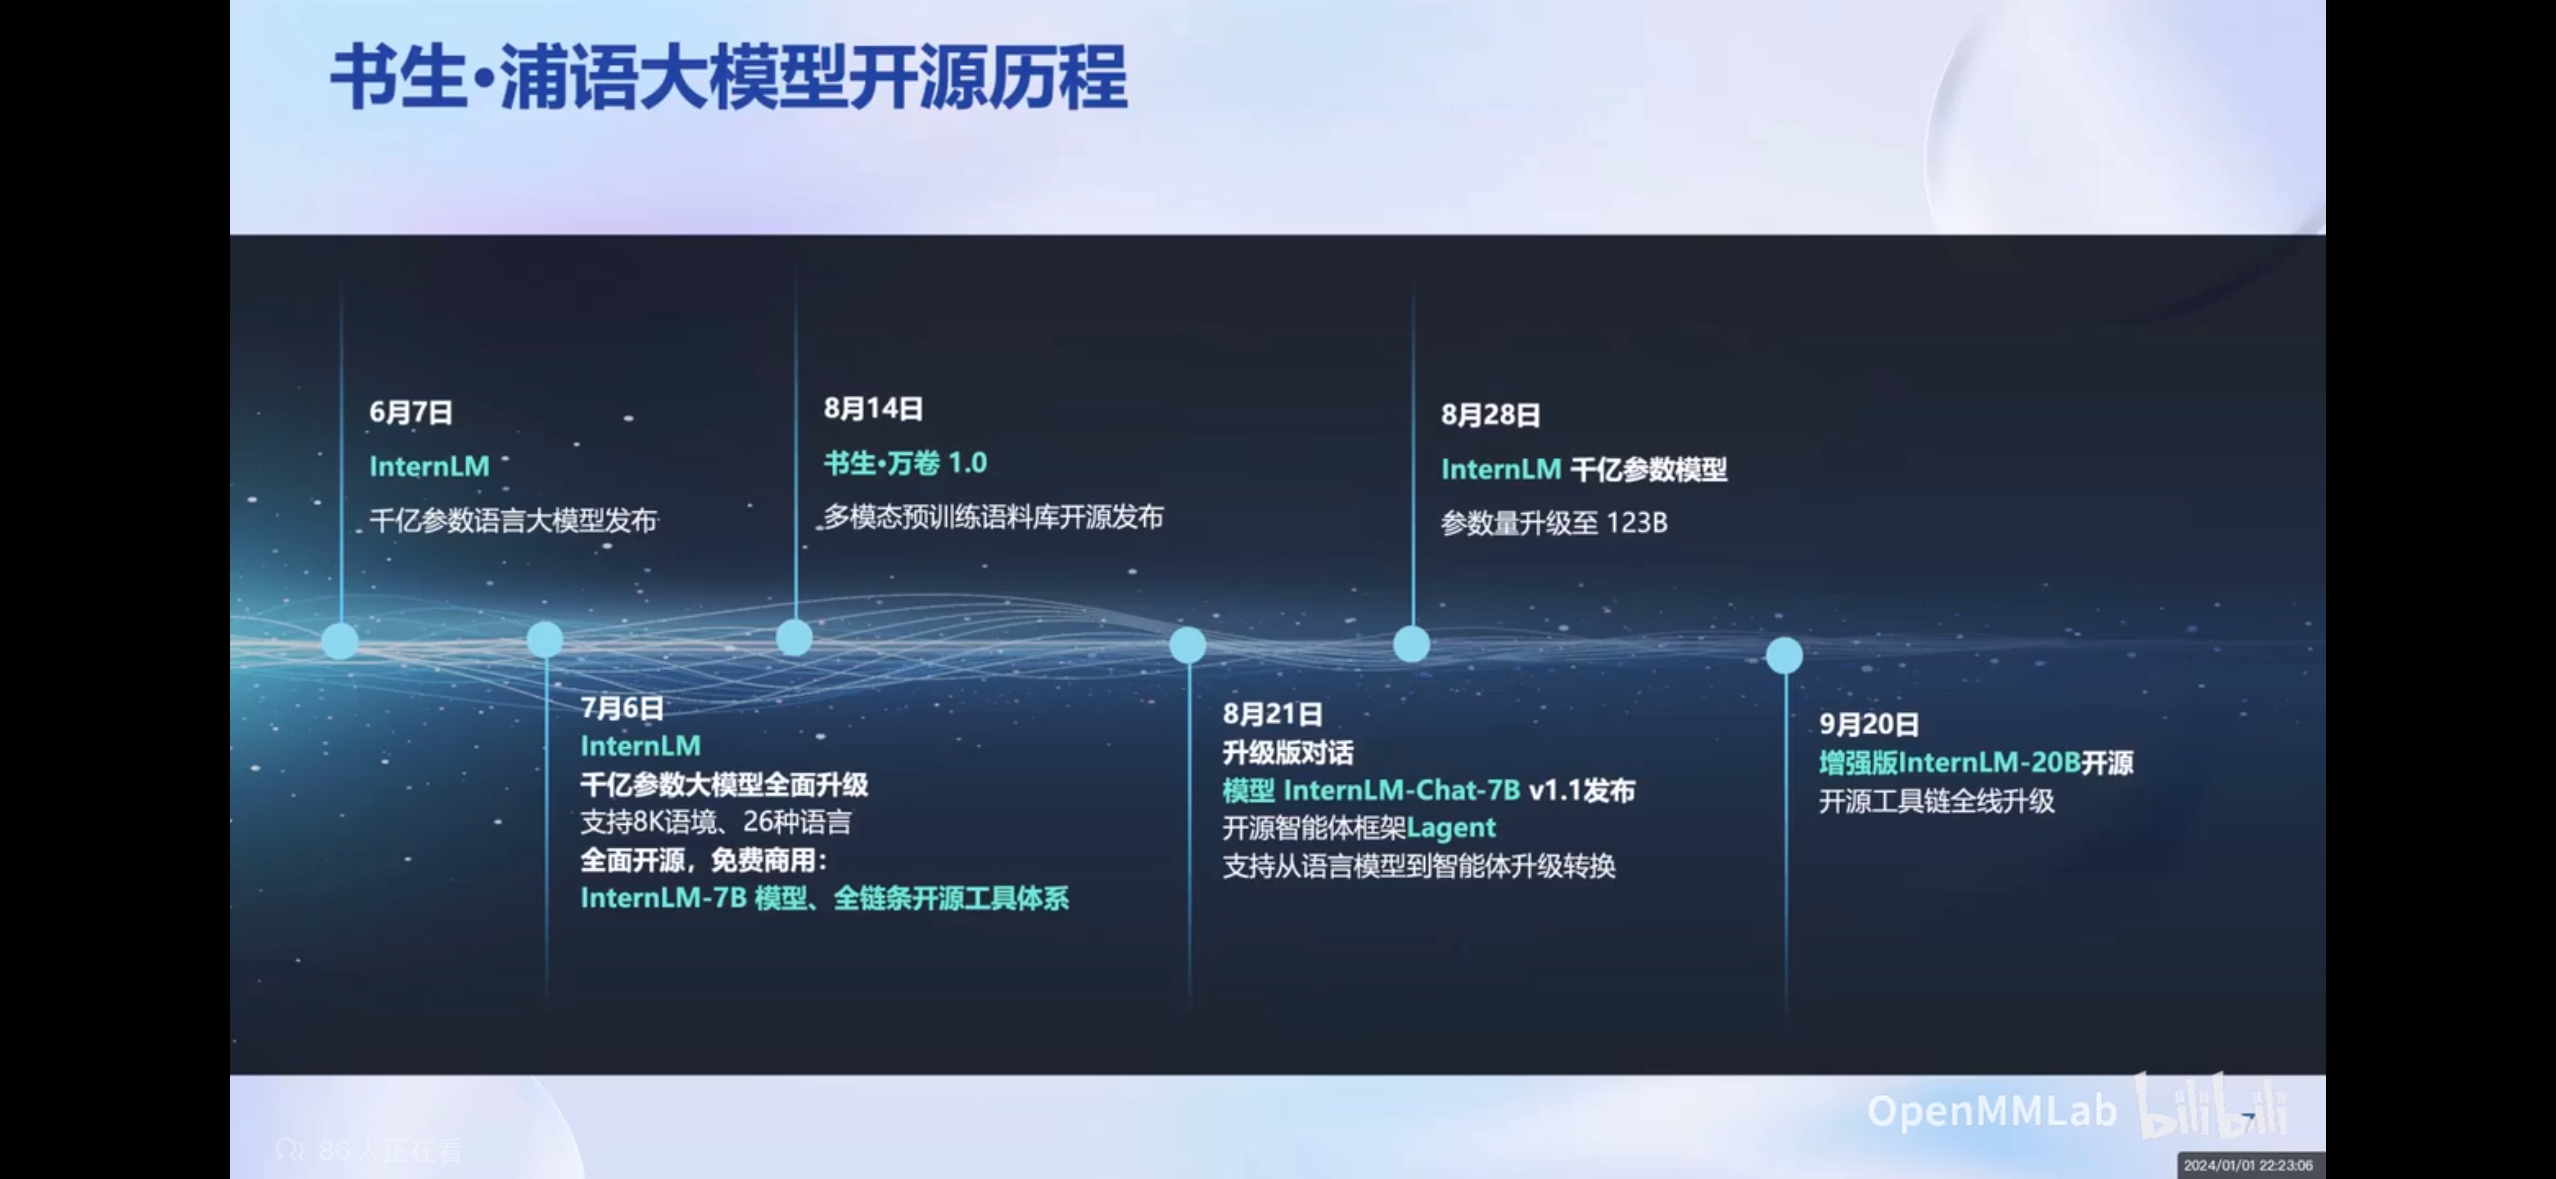 书生•浦语大模型开源历程
6月7日
InternLM
千亿参数语言大模型发布
7月6日
InternLM
千亿参数大模型全面升级
支持8K语境、26种语言
全面开源，免费商用：
InternLM-7B 模型、全链条开源工具体系
8月14日
书生•万卷 1.0
多模态预训练语料库开源发布
8月21日
升级版对话
模型 InternLM-Chat-7B v1.1发布
开源智能体框架Lagent
支持从语言模型到智能体升级转换
8月28日
InternLM 千亿参数模型
参数量升级至 123B
9月20日
增强版InternLM-20B开源
开源工具链全线升级
OpenMMLab bilibili
7
86人正在看
2024/01/01 22:23:06